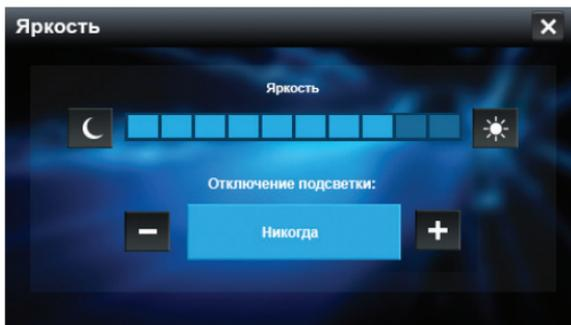 Яркость
Яркость
Отключение подсветки:
Никогда